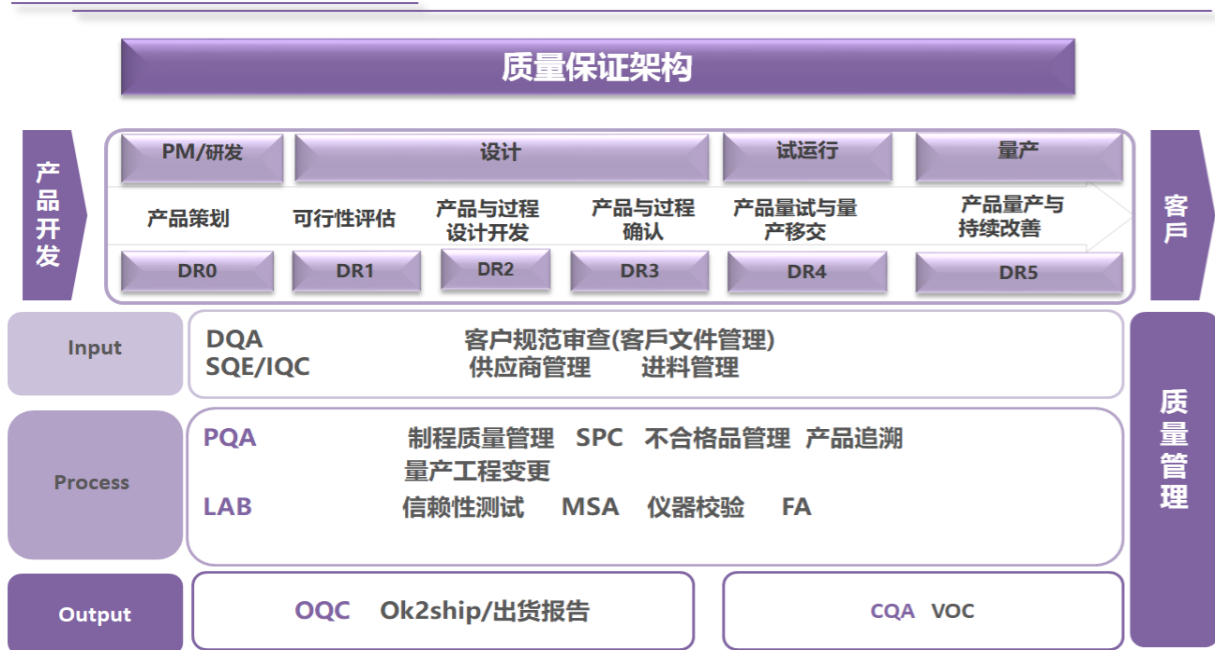 质量保证架构
产品开发
PM/研发 设计 试运行 量产
产品策划 可行性评估 产品与过程设计开发 产品与过程确认 产品量试与量产移交 产品量产与持续改善
DR0 DR1 DR2 DR3 DR4 DR5
客戶
Input
DQA 客户规范审查(客戶文件管理)
SQE/IQC 供应商管理 进料管理
Process
PQA 制程质量管理 SPC 不合格品管理 产品追溯
量产工程变更
LAB 信赖性测试 MSA 仪器校验 FA
Output
OQC Ok2ship/出货报告
CQA VOC
质量管理